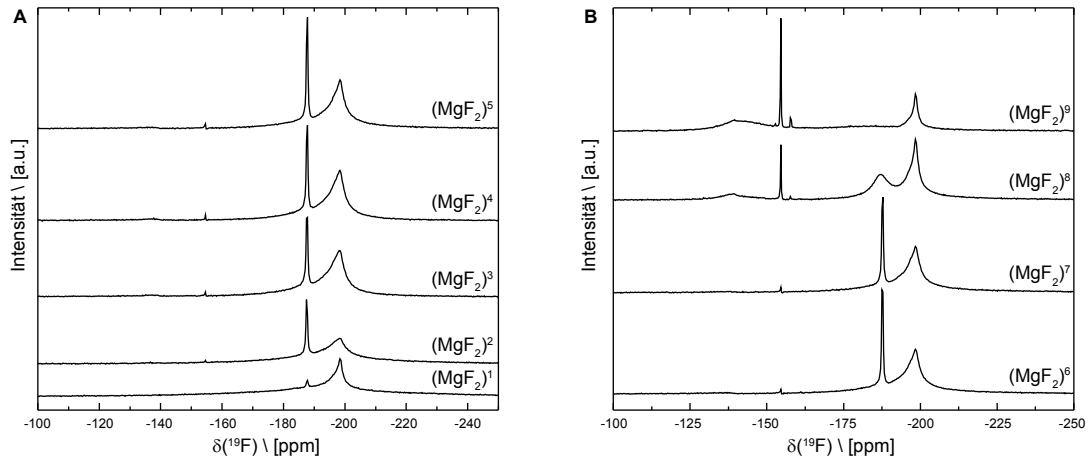 A
(MgF₂)⁵
(MgF₂)⁴
(MgF₂)³
(MgF₂)²
(MgF₂)¹
Intensität \ [a.u.]
-100 -120 -140 -160 -180 -200 -220 -240
δ(¹⁹F) \ [ppm]
B
(MgF₂)⁹
(MgF₂)⁸
(MgF₂)⁷
(MgF₂)⁶
Intensität \ [a.u.]
-100 -125 -150 -175 -200 -225 -250
δ(¹⁹F) \ [ppm]